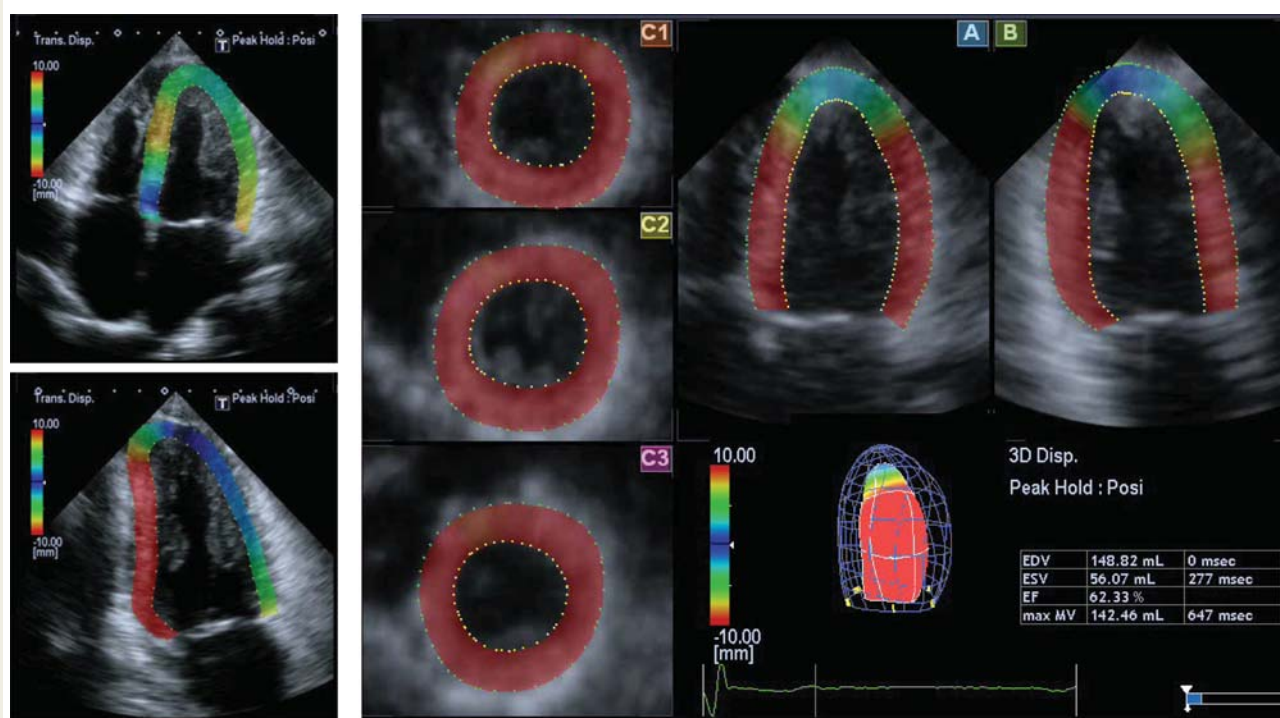 Trans. Disp.
T Peak Hold : Posi
10.00
-10.00
[mm]
Trans. Disp.
T Peak Hold : Posi
10.00
-10.00
[mm]
C1
C2
C3
A
B
10.00
-10.00
[mm]
3D Disp.
Peak Hold : Posi
EDV 148.82 mL 0 msec
ESV 56.07 mL 277 msec
EF 62.33 %
max MV 142.46 mL 647 msec